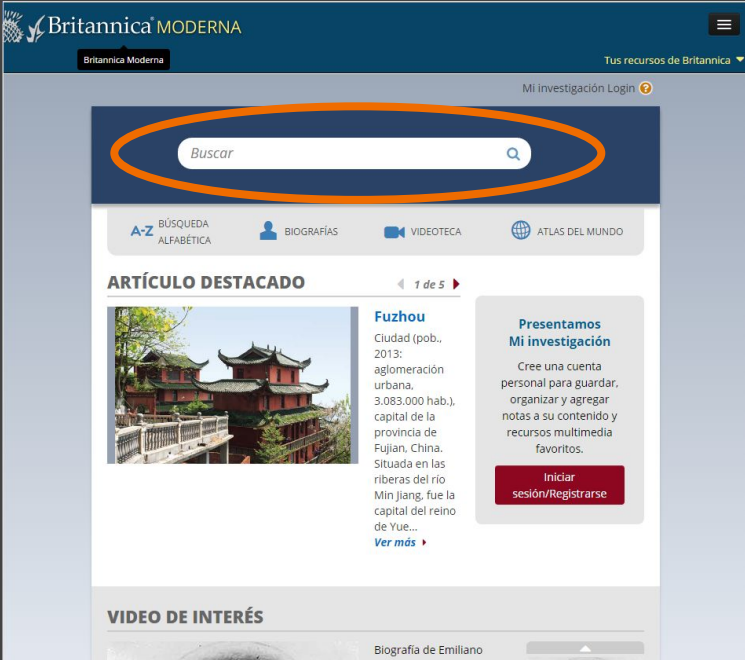 Britannica® MODERNA
Britannica Moderna
Tus recursos de Britannica
Mi investigación Login ?
Buscar
A-Z BÚSQUEDA
ALFABÉTICA
BIOGRAFÍAS
VIDEOTECA
ATLAS DEL MUNDO
ARTÍCULO DESTACADO
1 de 5
Fuzhou
Ciudad (pob.,
2013:
aglomeración
urbana,
3.083.000 hab.),
capital de la
provincia de
Fujian, China.
Situada en las
riberas del río
Min Jiang, fue la
capital del reino
de Yue...
Ver más
Presentamos
Mi investigación
Cree una cuenta
personal para guardar,
organizar y agregar
notas a su contenido y
recursos multimedia
favoritos.
Iniciar
sesión/Registrarse
VIDEO DE INTERÉS
Biografía de Emiliano